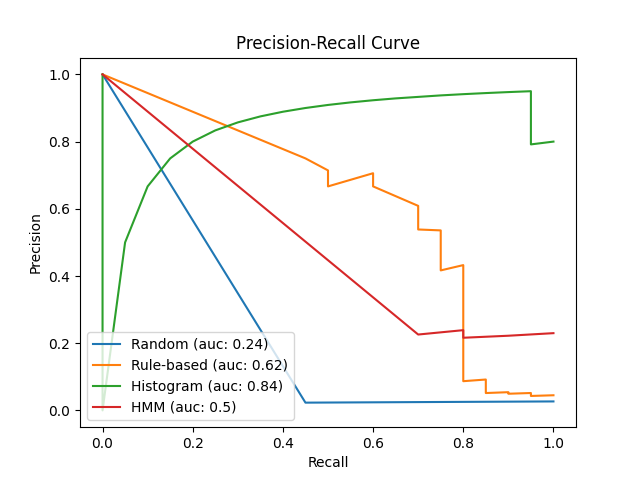 Precision-Recall Curve
Precision
1.0
0.8
0.6
0.4
0.2
0.0
Random (auc: 0.24)
Rule-based (auc: 0.62)
Histogram (auc: 0.84)
HMM (auc: 0.5)
0.0 0.2 0.4 0.6 0.8 1.0
Recall